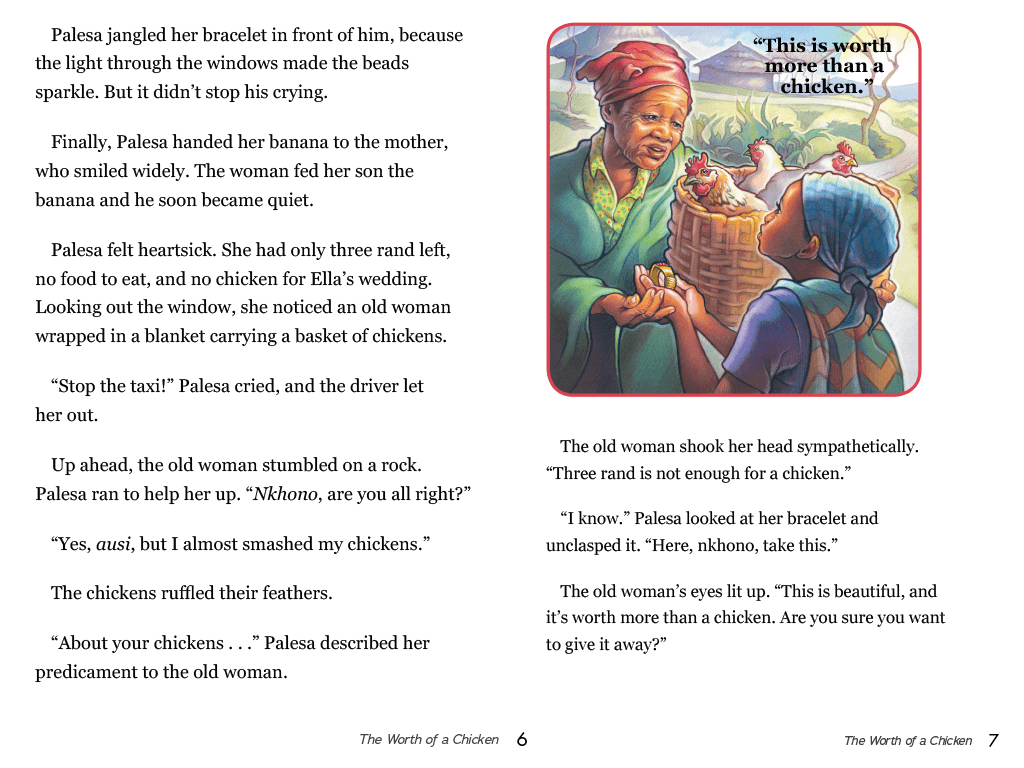 Palesa jangled her bracelet in front of him, because
the light through the windows made the beads
sparkle. But it didn’t stop his crying.
Finally, Palesa handed her banana to the mother,
who smiled widely. The woman fed her son the
banana and he soon became quiet.
Palesa felt heartsick. She had only three rand left,
no food to eat, and no chicken for Ella’s wedding.
Looking out the window, she noticed an old woman
wrapped in a blanket carrying a basket of chickens.
“Stop the taxi!” Palesa cried, and the driver let
her out.
Up ahead, the old woman stumbled on a rock.
Palesa ran to help her up. “Nkhono, are you all right?”
“Yes, ausi, but I almost smashed my chickens.”
The chickens ruffled their feathers.
“About your chickens . . .” Palesa described her
predicament to the old woman.
The Worth of a Chicken 6
“This is worth
more than a
chicken.”
The old woman shook her head sympathetically.
“Three rand is not enough for a chicken.”
“I know.” Palesa looked at her bracelet and
unclasped it. “Here, nkhono, take this.”
The old woman’s eyes lit up. “This is beautiful, and
it’s worth more than a chicken. Are you sure you want
to give it away?”
The Worth of a Chicken 7